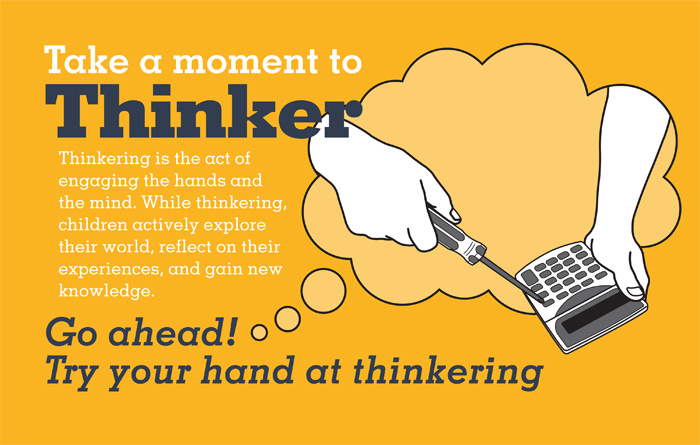 Take a moment to
Thinker
Thinkering is the act of
engaging the hands and
the mind. While thinkering,
children actively explore
their world, reflect on their
experiences, and gain new
knowledge.
Go ahead!
Try your hand at thinkering